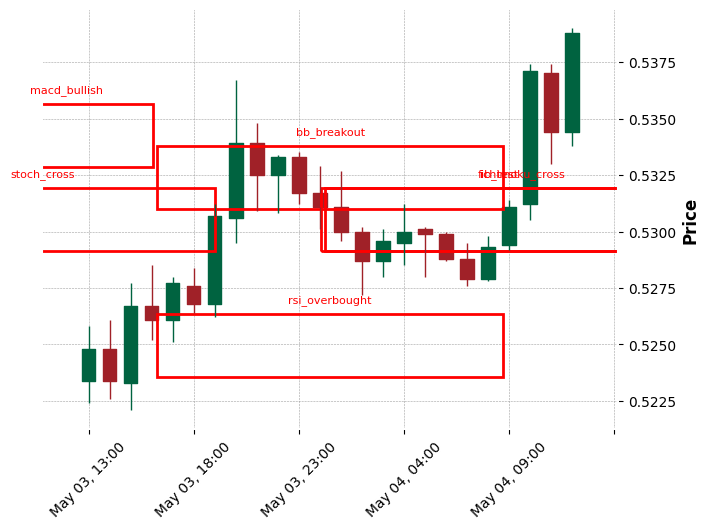 macd_bullish
bb_breakout
stoch_cross
rsi_overbought
0.5375
0.5350
0.5325
0.5300
0.5275
0.5250
0.5225
Price
May 03, 13:00
May 03, 18:00
May 03, 23:00
May 04, 04:00
May 04, 09:00